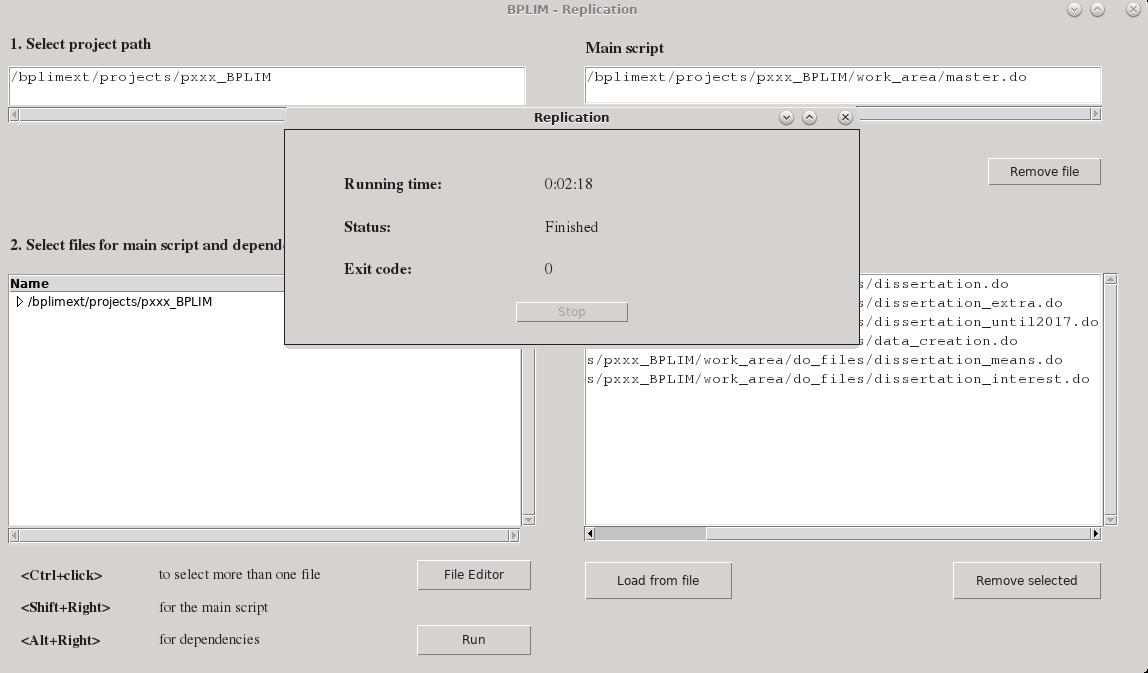 BPLIM - Replication
1. Select project path
Main script
/bplimext/projects/pxxx_BPLIM
/bplimext/projects/pxxx_BPLIM/work_area/master.do
Replication
Remove file
Running time: 0:02:18
Status: Finished
Exit code: 0
Stop
2. Select files for main script and depend
Name
/bplimext/projects/pxxx_BPLIM
s/dissertation.do
s/dissertation_extra.do
s/dissertation_until2017.do
s/data_creation.do
s/pxxx_BPLIM/work_area/do_files/dissertation_means.do
s/pxxx_BPLIM/work_area/do_files/dissertation_interest.do
<Ctrl+click> to select more than one file
File Editor
Load from file
Remove selected
<Shift+Right> for the main script
<Alt+Right> for dependencies
Run